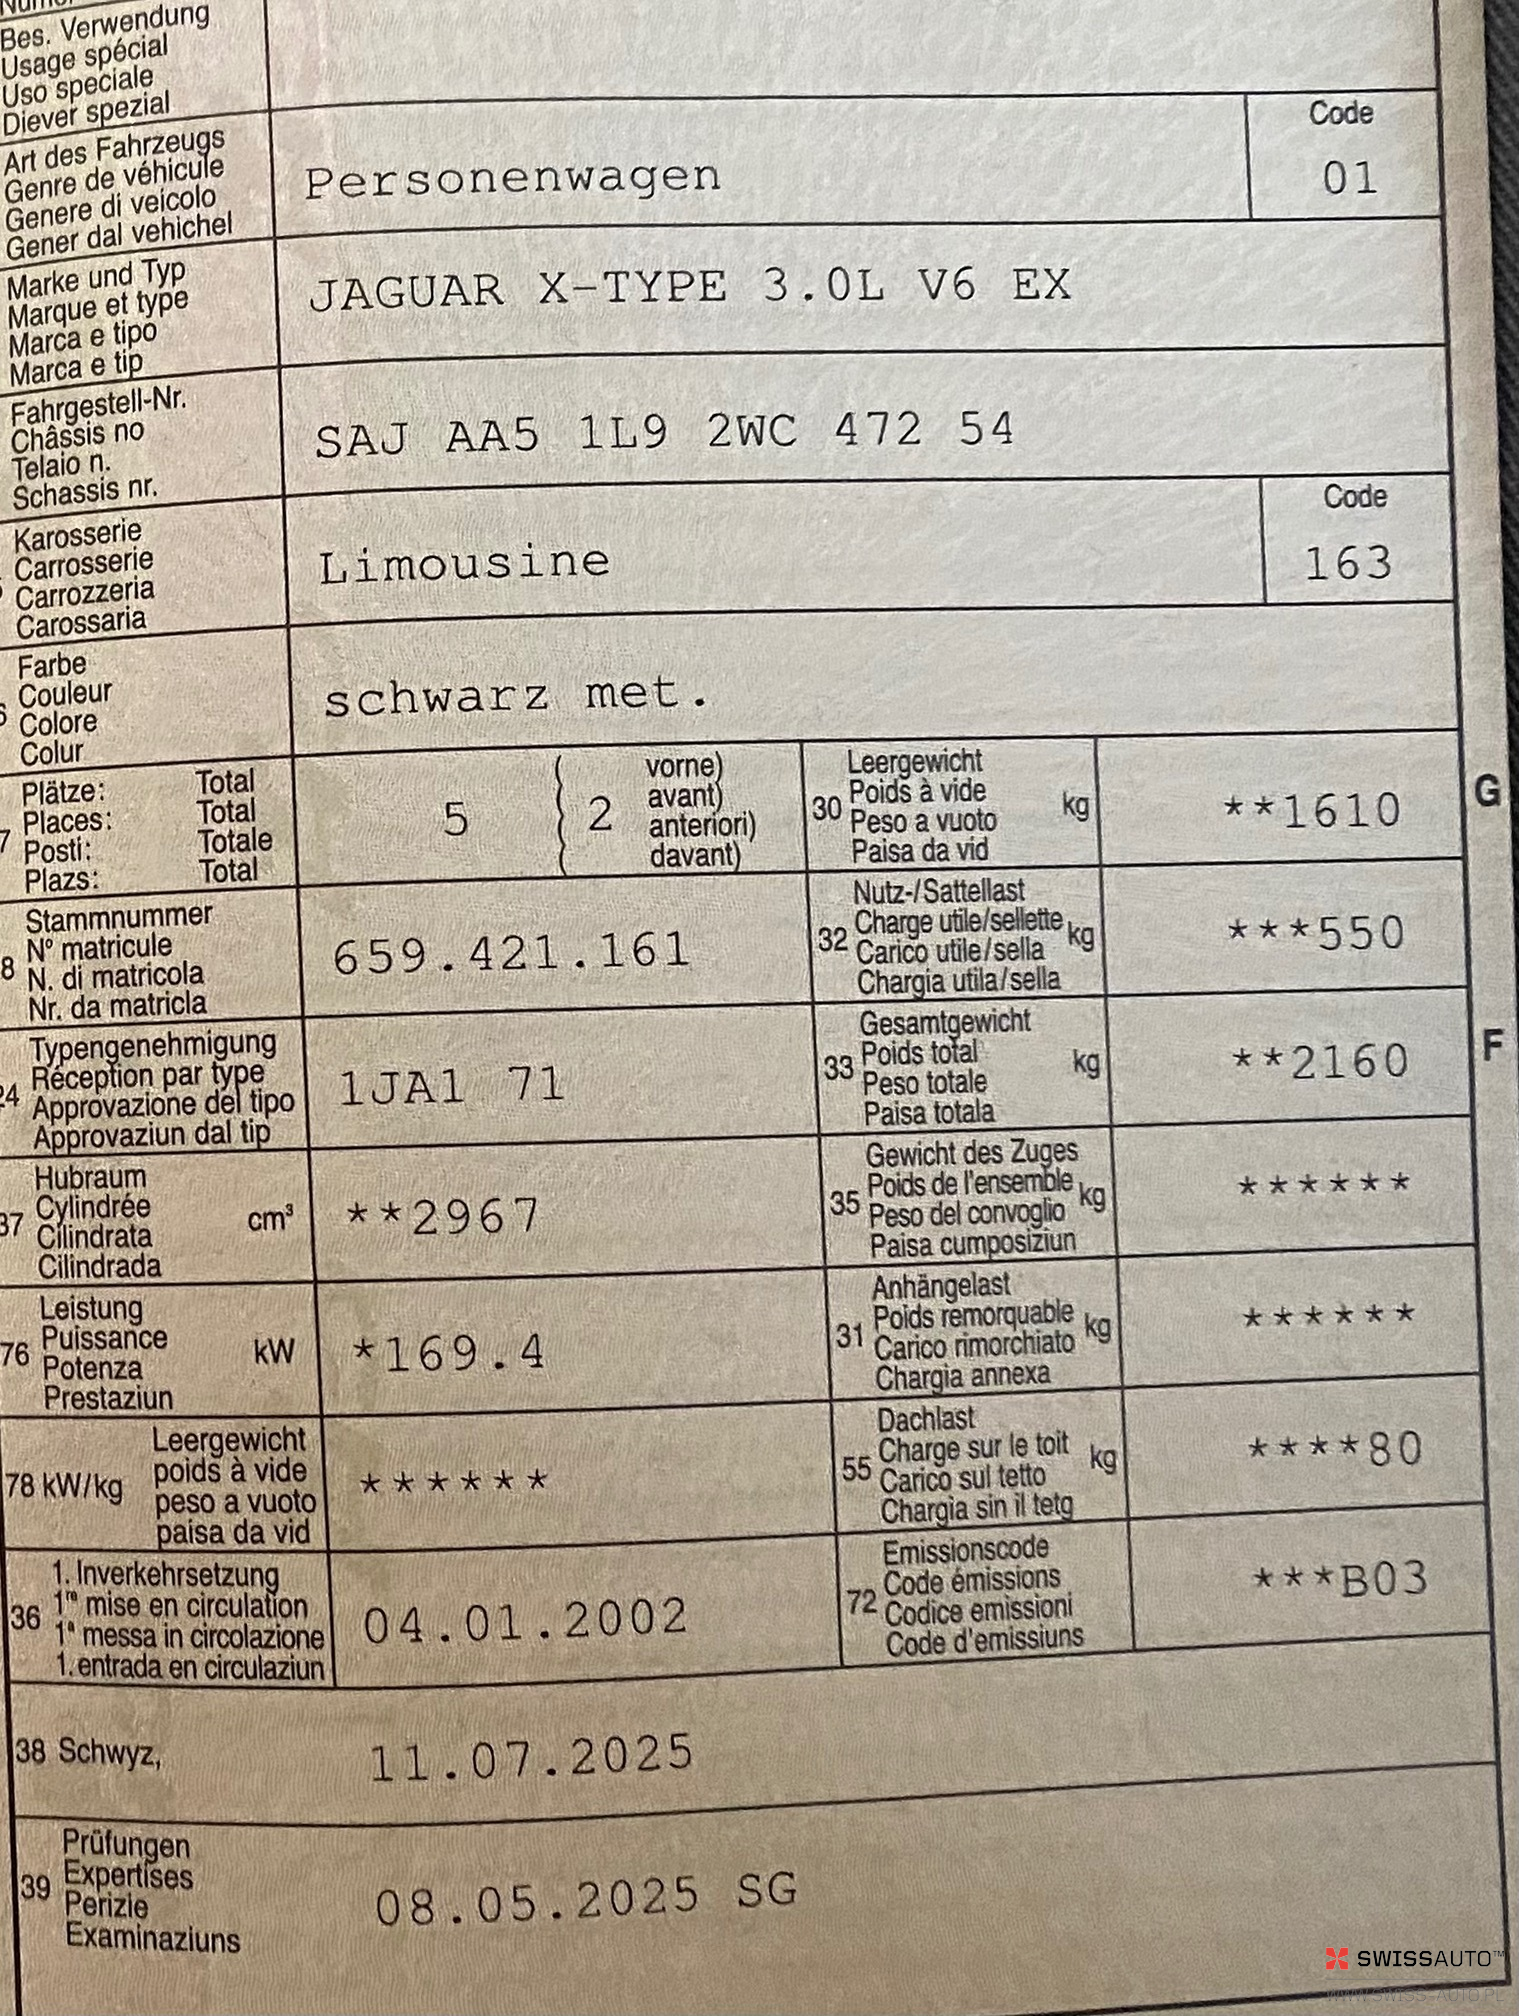 Bes. Verwendung
Usage spécial
Uso speciale
Diever spezial
Art des Fahrzeugs
Genre de véhicule
Genere di veicolo
Gener dal vehichel
Personenwagen
Code
01
Marke und Typ
Marque et type
Marca e tipo
Marca e tip
JAGUAR X-TYPE 3.0L V6 EX
Fahrgestell-Nr.
Châssis no
Telaio n.
Schassis nr.
SAJ AA5 1L9 2WC 472 54
Karosserie
Carrosserie
Carrozzeria
Carossaria
Limousine
Code
163
Farbe
Couleur
Colore
Colur
schwarz met.
Plätze: Total
Places: Total
Posti: Totale
Plazs: Total
5 2
vorne)
avant)
anteriori)
davant)
30 Leergewicht
Poids à vide
Peso a vuoto
Paisa da vid
kg
**1610
G
8 Stammnummer
N° matricule
N. di matricola
Nr. da matricla
659.421.161
32 Nutz-/Sattellast
Charge utile/sellette
Carico utile/sella
Chargia utila/sella
kg
***550
24 Typengenehmigung
Réception par type
Approvazione del tipo
Approvaziun dal tip
1JA1 71
33 Gesamtgewicht
Poids total
Peso totale
Paisa totala
kg
**2160
F
37 Hubraum
Cylindrée
Cilindrata
Cilindrada
cm³
**2967
35 Gewicht des Zuges
Poids de l'ensemble
Peso del convoglio
Paisa cumposiziun
kg
******
76 Leistung
Puissance
Potenza
Prestaziun
kW
*169.4
31 Anhängelast
Poids remorquable
Carico rimorchiato
Chargia annexa
kg
******
78 kW/kg
Leergewicht
poids à vide
peso a vuoto
paisa da vid
******
55 Dachlast
Charge sur le toit
Carico sul tetto
Chargia sin il tetg
kg
****80
36 1. Inverkehrsetzung
1re mise en circulation
1a messa in circolazione
1. entrada en circulaziun
04.01.2002
72 Emissionscode
Code émissions
Codice emissioni
Code d'emissiuns
***B03
38 Schwyz,
11.07.2025
39 Prüfungen
Expertises
Perizie
Examinaziuns
08.05.2025 SG
SWISSAUTO™
WWW.SWISS-AUTO.PL